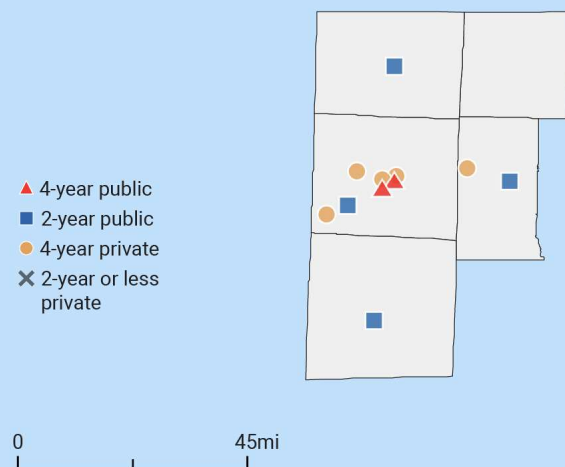 4-year public
2-year public
4-year private
2-year or less
private
0
45mi